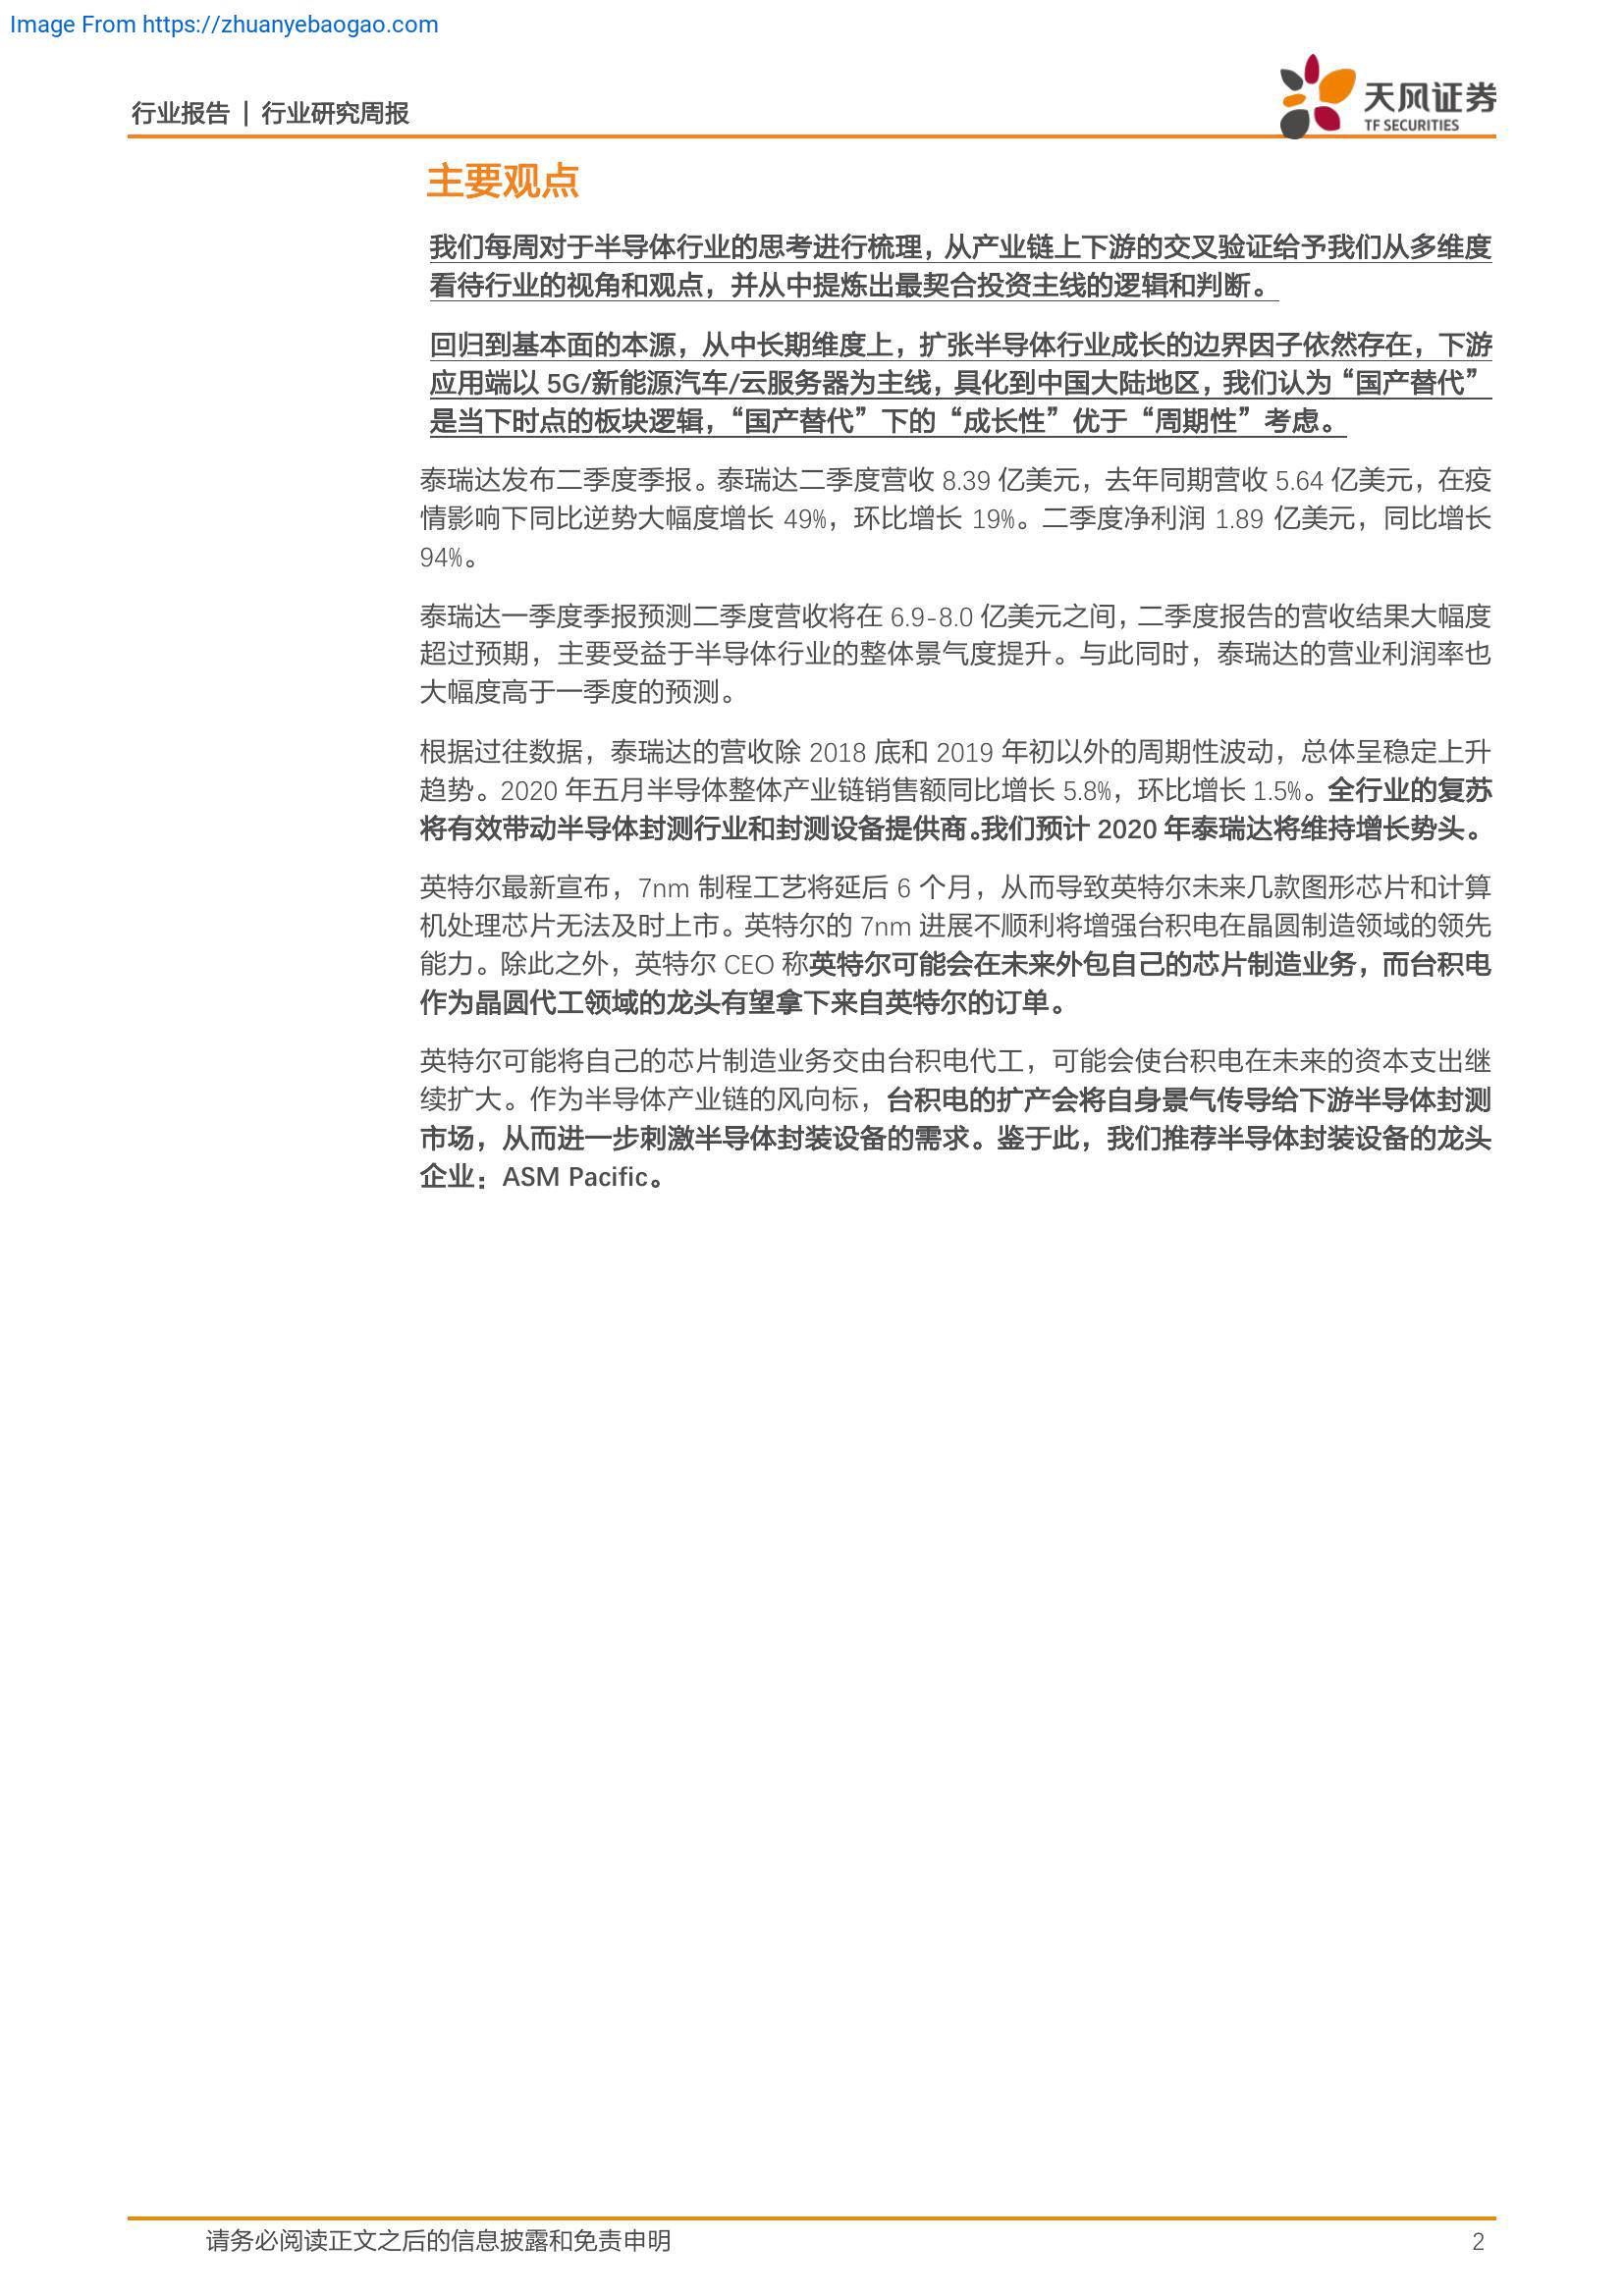 Image From https://zhuanyebaogao.com
行业报告 | 行业研究周报
天风证券
TF SECURITIES
主要观点
我们每周对于半导体行业的思考进行梳理，从产业链上下游的交叉验证给予我们从多维度
看待行业的视角和观点，并从中提炼出最契合投资主线的逻辑和判断。
回归到基本面的本源，从中长期维度上，扩张半导体行业成长的边界因子依然存在，下游
应用端以 5G/新能源汽车/云服务器为主线，具化到中国大陆地区，我们认为“国产替代”
是当下时点的板块逻辑，“国产替代”下的“成长性”优于“周期性”考虑。
泰瑞达发布二季度季报。泰瑞达二季度营收 8.39 亿美元，去年同期营收 5.64 亿美元，在疫
情影响下同比逆势大幅度增长 49%，环比增长 19%。二季度净利润 1.89 亿美元，同比增长
94%。
泰瑞达一季度季报预测二季度营收将在 6.9-8.0 亿美元之间，二季度报告的营收结果大幅度
超过预期，主要受益于半导体行业的整体景气度提升。与此同时，泰瑞达的营业利润率也
大幅度高于一季度的预测。
根据过往数据，泰瑞达的营收除 2018 底和 2019 年初以外的周期性波动，总体呈稳定上升
趋势。2020 年五月半导体整体产业链销售额同比增长 5.8%，环比增长 1.5%。全行业的复苏
将有效带动半导体封测行业和封测设备提供商。我们预计 2020 年泰瑞达将维持增长势头。
英特尔最新宣布，7nm 制程工艺将延后 6 个月，从而导致英特尔未来几款图形芯片和计算
机处理芯片无法及时上市。英特尔的 7nm 进展不顺利将增强台积电在晶圆制造领域的领先
能力。除此之外，英特尔 CEO 称英特尔可能会在未来外包自己的芯片制造业务，而台积电
作为晶圆代工领域的龙头有望拿下来自英特尔的订单。
英特尔可能将自己的芯片制造业务交由台积电代工，可能会使台积电在未来的资本支出继
续扩大。作为半导体产业链的风向标，台积电的扩产会将自身景气传导给下游半导体封测
市场，从而进一步刺激半导体封装设备的需求。鉴于此，我们推荐半导体封装设备的龙头
企业：ASM Pacific。
请务必阅读正文之后的信息披露和免责申明
2